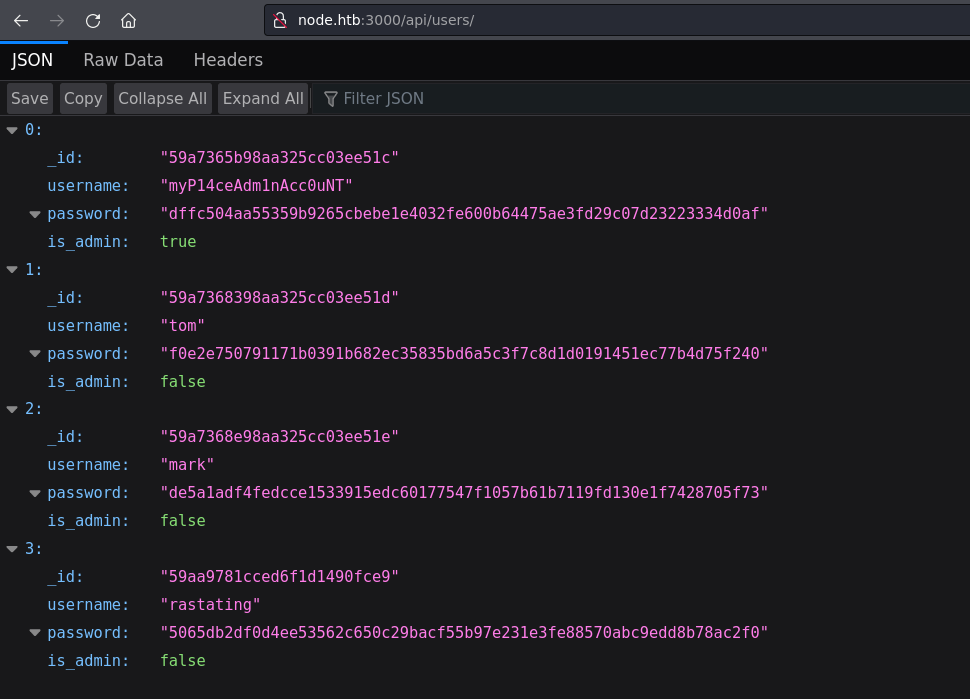 node.htb:3000/api/users/
JSON Raw Data Headers
Save Copy Collapse All Expand All Filter JSON
0:
_id: "59a7365b98aa325cc03ee51c"
username: "myP14ceAdm1nAcc0uNT"
password: "dffc504aa55359b9265cbebe1e4032fe600b64475ae3fd29c07d23223334d0af"
is_admin: true
1:
_id: "59a7368398aa325cc03ee51d"
username: "tom"
password: "f0e2e750791171b0391b682ec35835bd6a5c3f7c8d1d0191451ec77b4d75f240"
is_admin: false
2:
_id: "59a7368e98aa325cc03ee51e"
username: "mark"
password: "de5a1adf4fedcce1533915edc60177547f1057b61b7119fd130e1f7428705f73"
is_admin: false
3:
_id: "59aa9781cced6f1d1490fce9"
username: "rastating"
password: "5065db2df0d4ee53562c650c29bacf55b97e231e3fe88570abc9edd8b78ac2f0"
is_admin: false